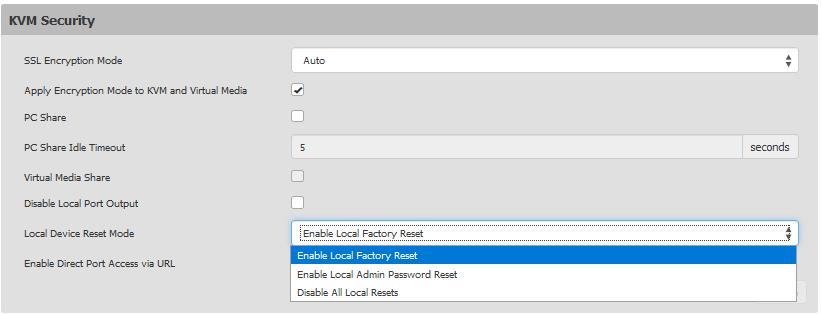 KVM Security
SSL Encryption Mode Auto
Apply Encryption Mode to KVM and Virtual Media
PC Share
PC Share Idle Timeout 5 seconds
Virtual Media Share
Disable Local Port Output
Local Device Reset Mode Enable Local Factory Reset
Enable Local Factory Reset
Enable Direct Port Access via URL
Enable Local Admin Password Reset
Disable All Local Resets